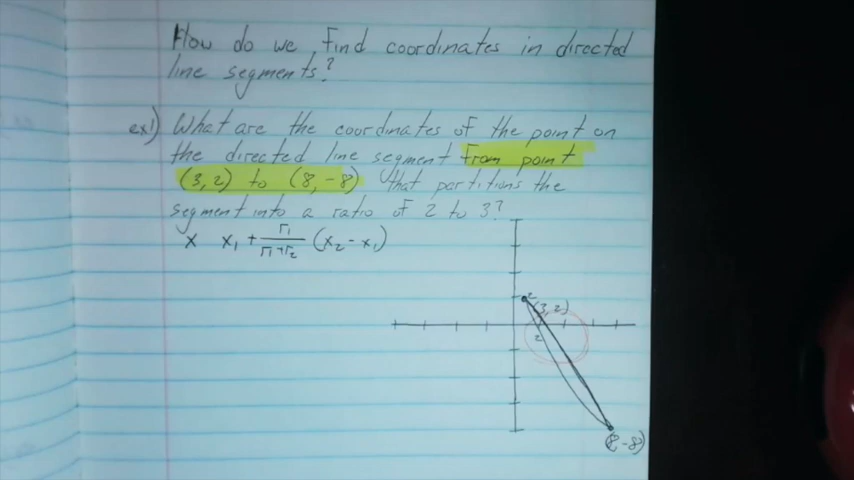 How do we find coordinates in directed
line segments?
ex1) What are the coordinates of the point on
the directed line segment from point
(3, 2) to (8, -8) that partitions the
segment into a ratio of 2 to 3?
x x₁ + r₁/(r₁+r₂) (x₂ - x₁)
2
(3, 2)
2
(8, -8)